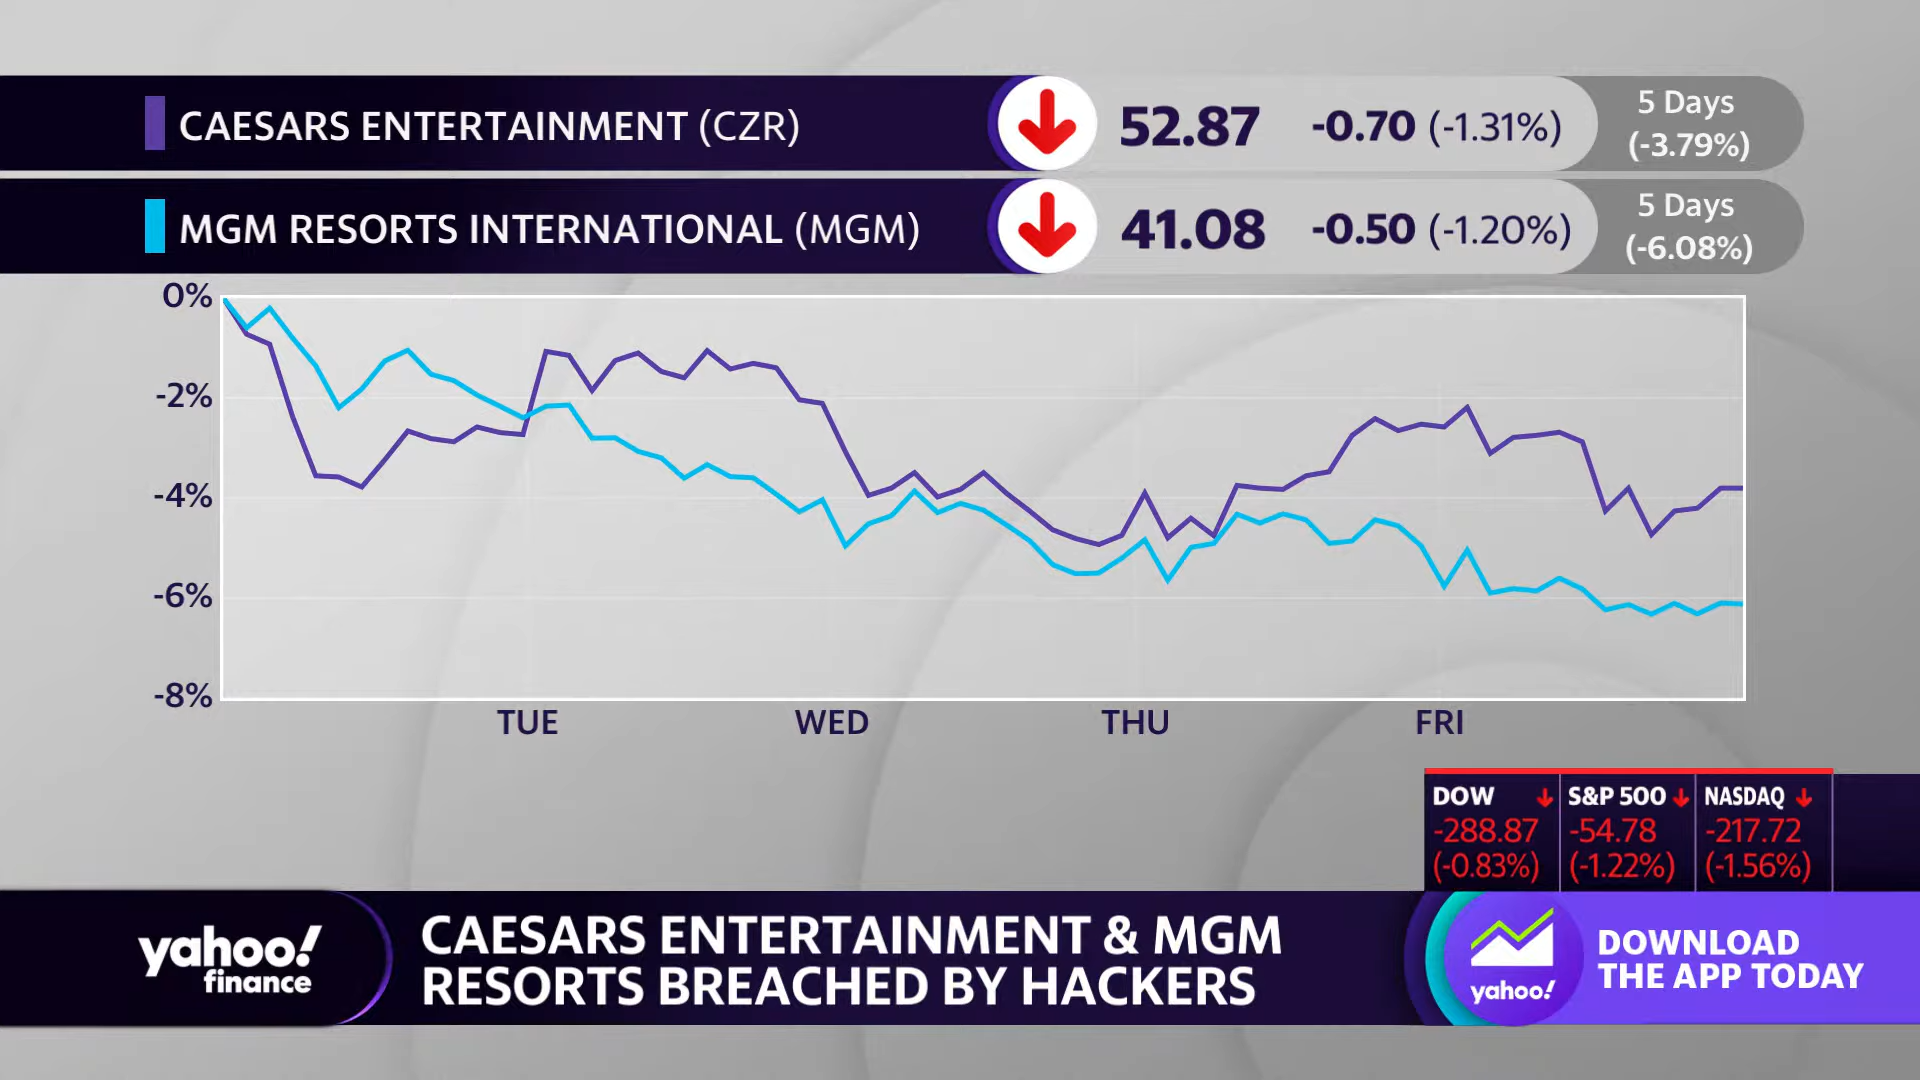 CAESARS ENTERTAINMENT (CZR) 52.87 -0.70 (-1.31%) 5 Days
(-3.79%)
MGM RESORTS INTERNATIONAL (MGM) 41.08 -0.50 (-1.20%) 5 Days
(-6.08%)
0%
-2%
-4%
-6%
-8%
TUE WED THU FRI
DOW S&P 500 NASDAQ
-288.87 -54.78 -217.72
(-0.83%) (-1.22%) (-1.56%)
yahoo!
finance
CAESARS ENTERTAINMENT & MGM
RESORTS BREACHED BY HACKERS
yahoo!
DOWNLOAD
THE APP TODAY